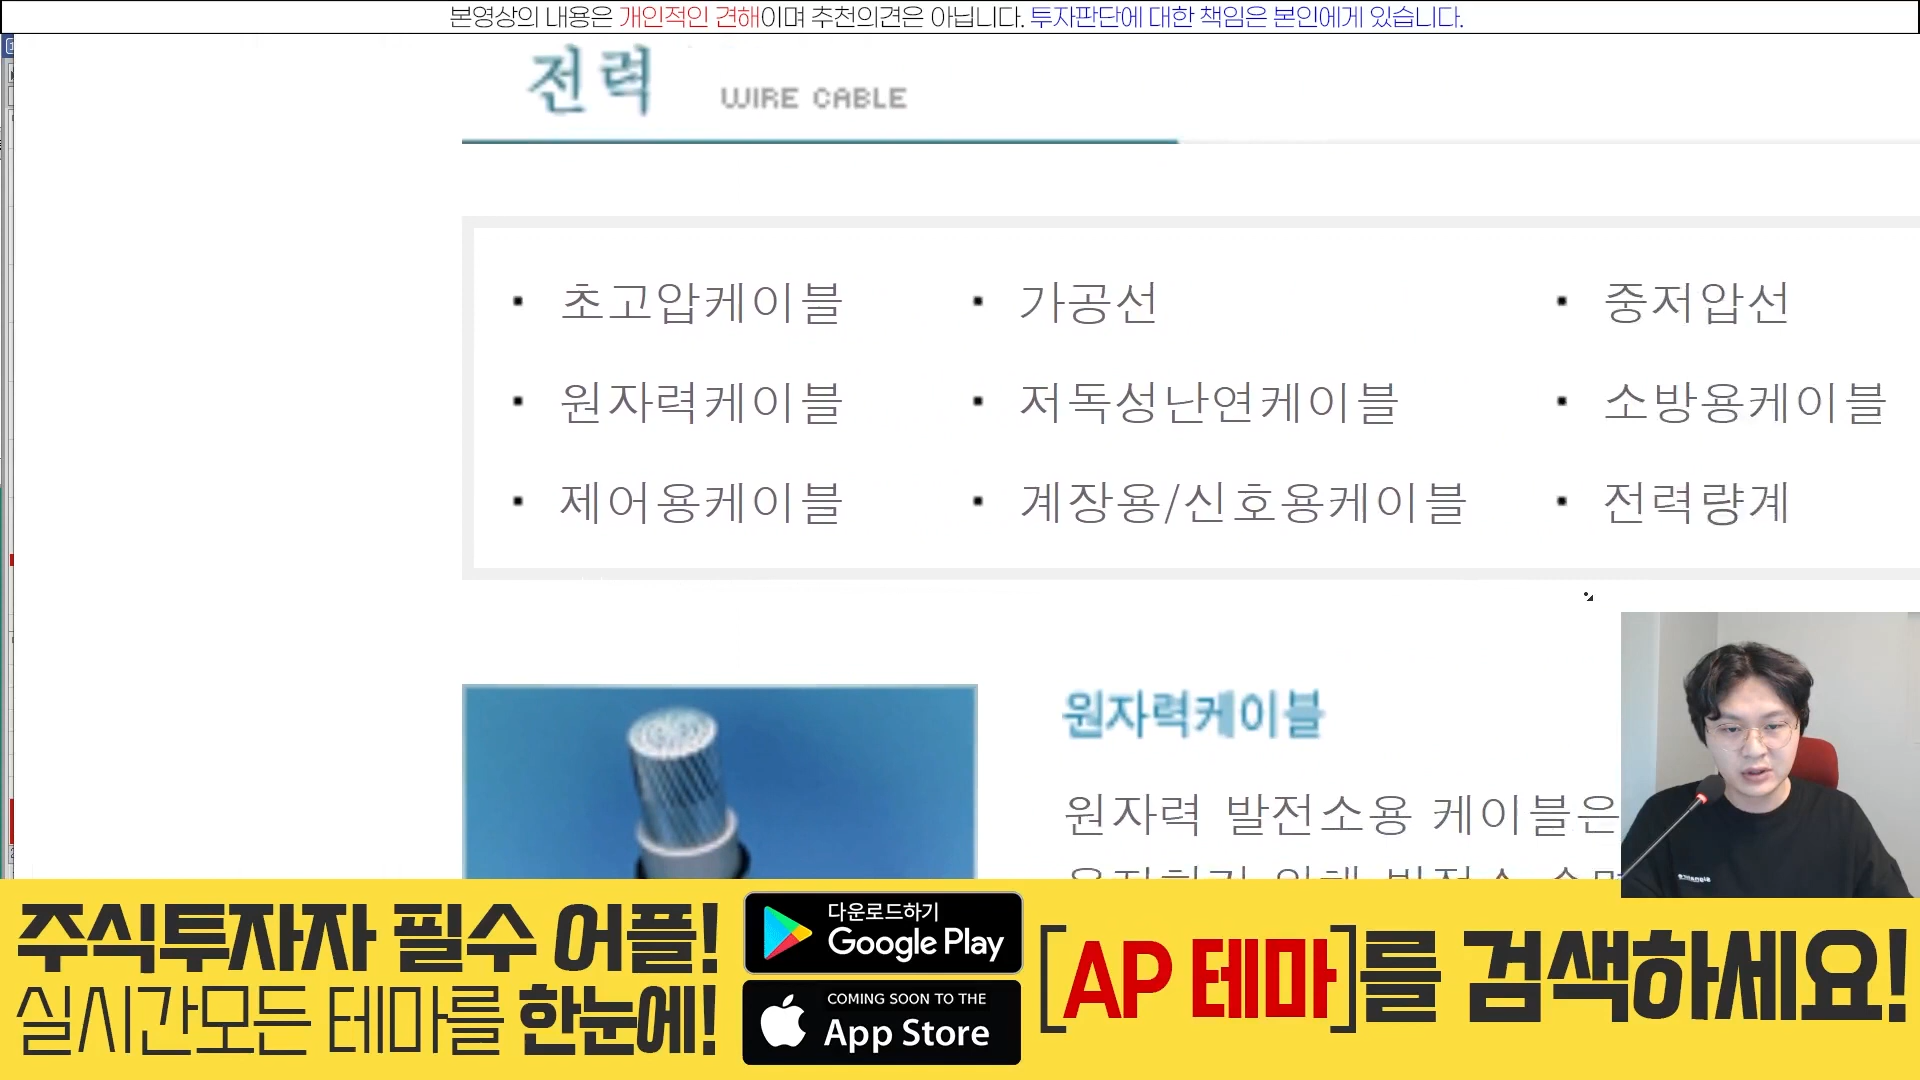 본영상의 내용은 개인적인 견해이며 추천의견은 아닙니다. 투자판단에 대한 책임은 본인에게 있습니다.
전력 WIRE CABLE
초고압케이블
가공선
중저압선
원자력케이블
저독성난연케이블
소방용케이블
제어용케이블
계장용/신호용케이블
전력량계
원자력케이블
원자력 발전소용 케이블은
주식투자자 필수 어플!
실시간모든 테마를 한눈에!
다운로드하기
Google Play
COMING SOON TO THE
App Store
[AP 테마]를 검색하세요!